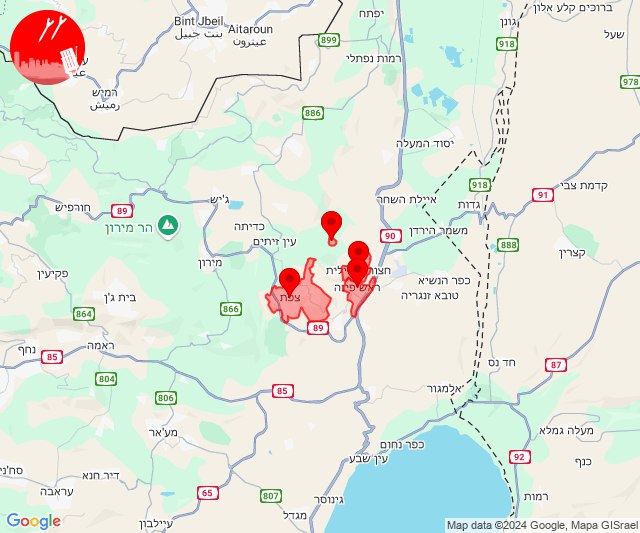 ברוכים קלע אלון
יפתח
גונן
Bint Jbeil
بنت جبيل
Aitaroun
عيترون
899
918
שעל
רמות נפתלי
878
רמיש
رميش
886
יסוד המעלה
918
קדמת צבי
91
ג'יש
איילת השחר
גדות
חורפיש
89
הר מירון
כדיתה
עין זיתים
90
משמר הירדן
888
קצרין
מירון
פקיעין
כפר הנשיא
ראש פינה
טובא זנגריה
בית ג'ן
צפת
864
866
89
ראמה
נחף
85
חד נס
87
804
85
אלמגור
806
מע'אר
כפר נחום
מעלה גמלא
עין שבע
92
כנף
סח'נין
דיר חנא
עראבה
65
807
גינוסר
רמות
מגדל
עיילבון
Google
Map data ©2024 Google, Mapa GISrael